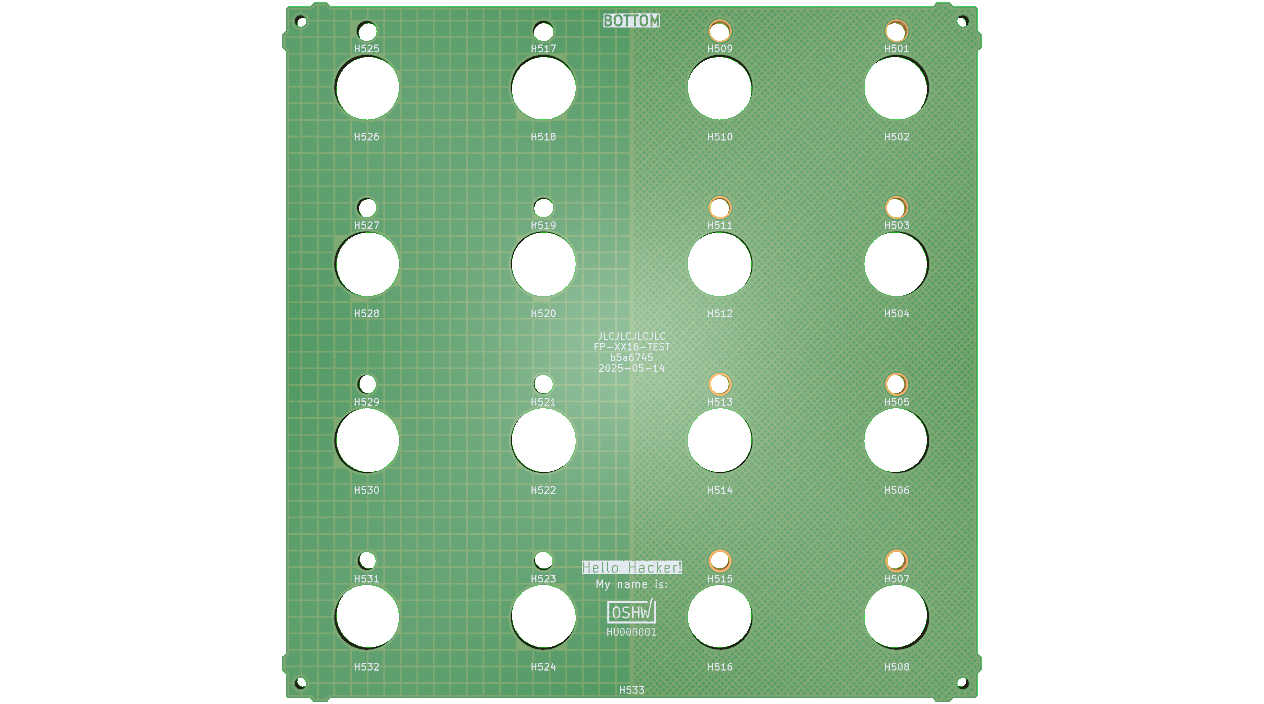 BOTTOM
H525 H517 H509 H501
H526 H518 H510 H502
H527 H519 H511 H503
H528 H520 H512 H504
JLCJLCJLCJLC
FP-XX16-TEST
b5a6745
2025-05-14
H529 H521 H513 H505
H530 H522 H514 H506
Hello Hacker!
H531 H523 H515 H507
My name is:
OSHW
HU000001
H532 H524 H516 H508
H533